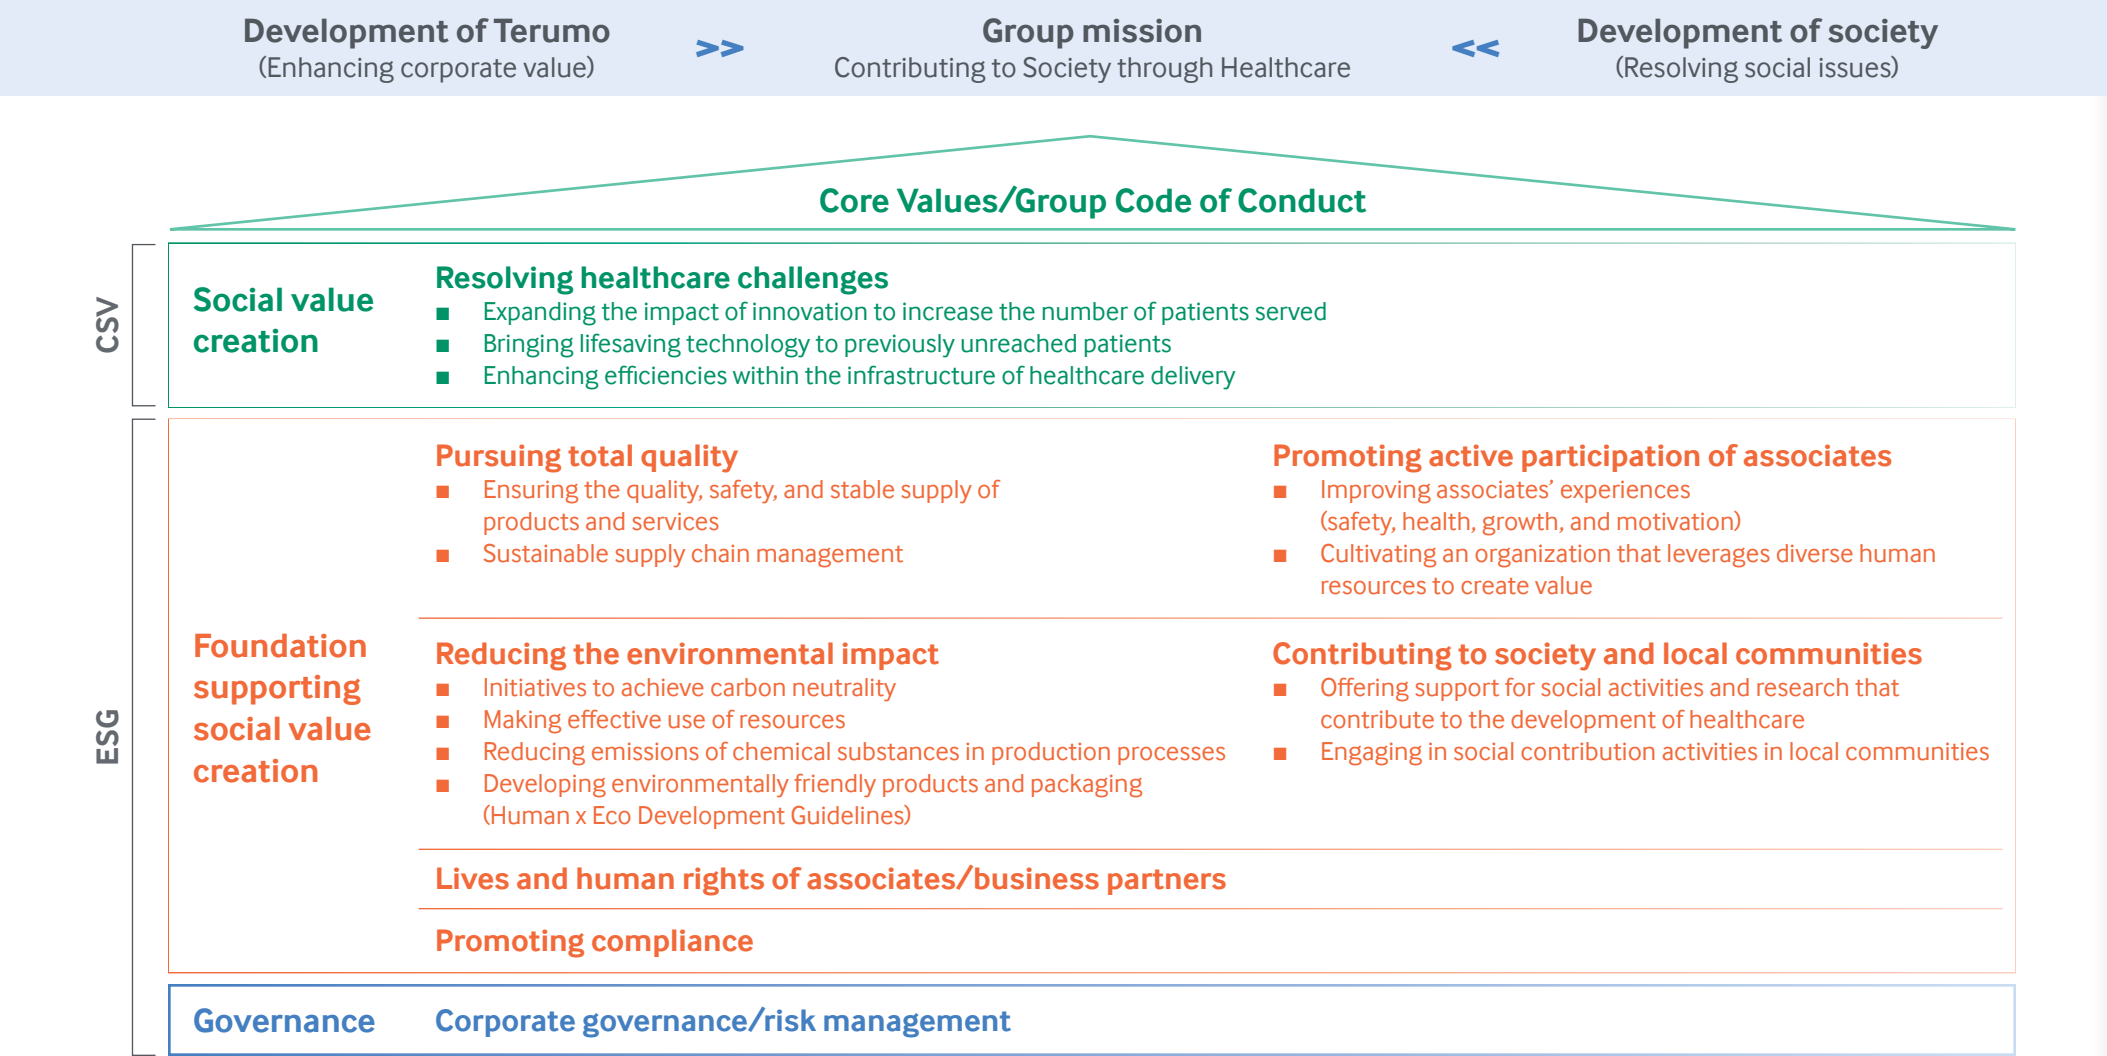 Development of Terumo
(Enhancing corporate value)
>>
Group mission
Contributing to Society through Healthcare
<<
Development of society
(Resolving social issues)
Core Values/Group Code of Conduct
CSV
Social value
creation
Resolving healthcare challenges
■ Expanding the impact of innovation to increase the number of patients served
■ Bringing lifesaving technology to previously unreached patients
■ Enhancing efficiencies within the infrastructure of healthcare delivery
ESG
Foundation
supporting
social value
creation
Pursuing total quality
■ Ensuring the quality, safety, and stable supply of
products and services
■ Sustainable supply chain management
Promoting active participation of associates
■ Improving associates’ experiences
(safety, health, growth, and motivation)
■ Cultivating an organization that leverages diverse human
resources to create value
Reducing the environmental impact
■ Initiatives to achieve carbon neutrality
■ Making effective use of resources
■ Reducing emissions of chemical substances in production processes
■ Developing environmentally friendly products and packaging
(Human x Eco Development Guidelines)
Contributing to society and local communities
■ Offering support for social activities and research that
contribute to the development of healthcare
■ Engaging in social contribution activities in local communities
Lives and human rights of associates/business partners
Promoting compliance
Governance
Corporate governance/risk management